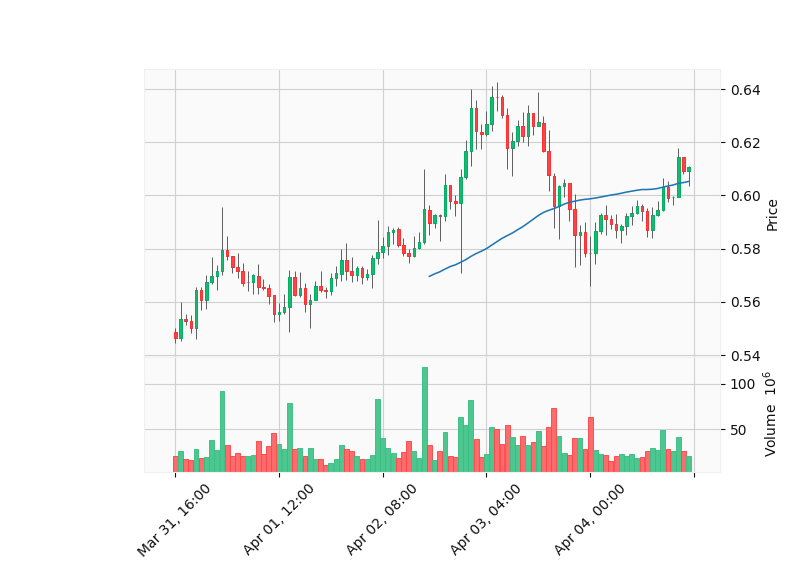 0.64
0.62
0.60
0.58
0.56
0.54
Price
100
50
Volume 10^6
Mar 31, 16:00
Apr 01, 12:00
Apr 02, 08:00
Apr 03, 04:00
Apr 04, 00:00